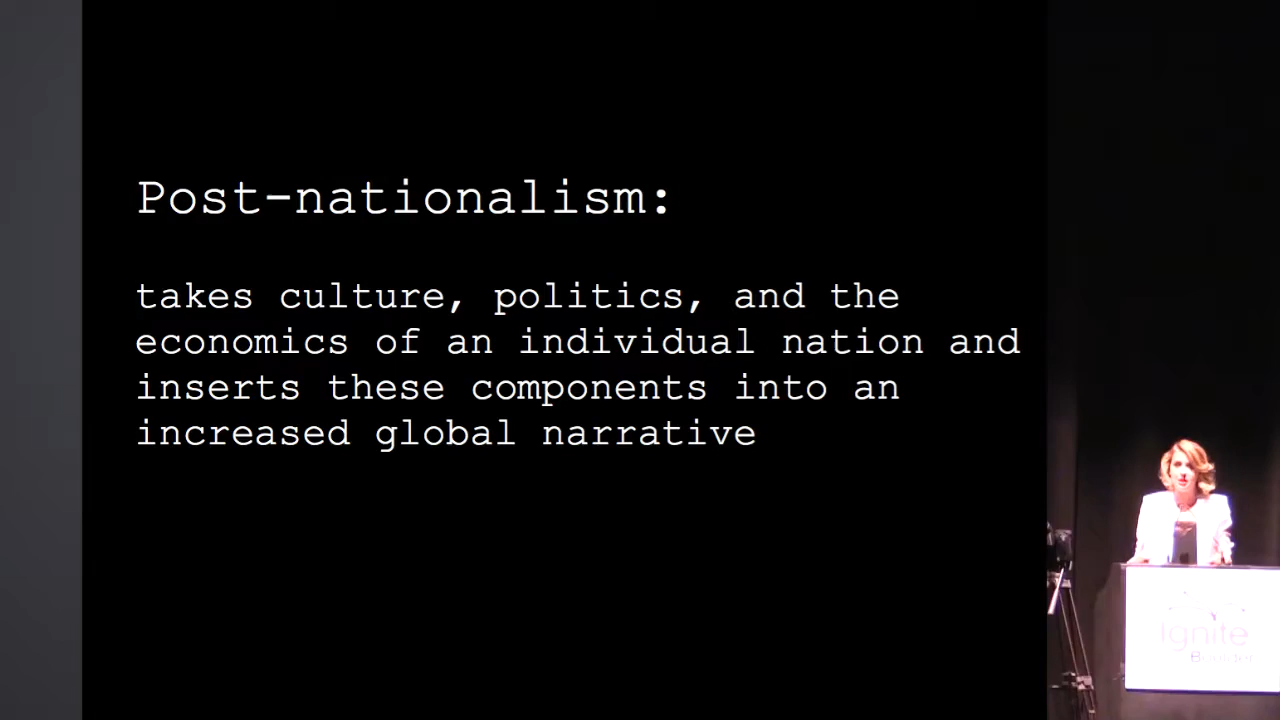 Post-nationalism:
takes culture, politics, and the
economics of an individual nation and
inserts these components into an
increased global narrative
Ignite
Boulder